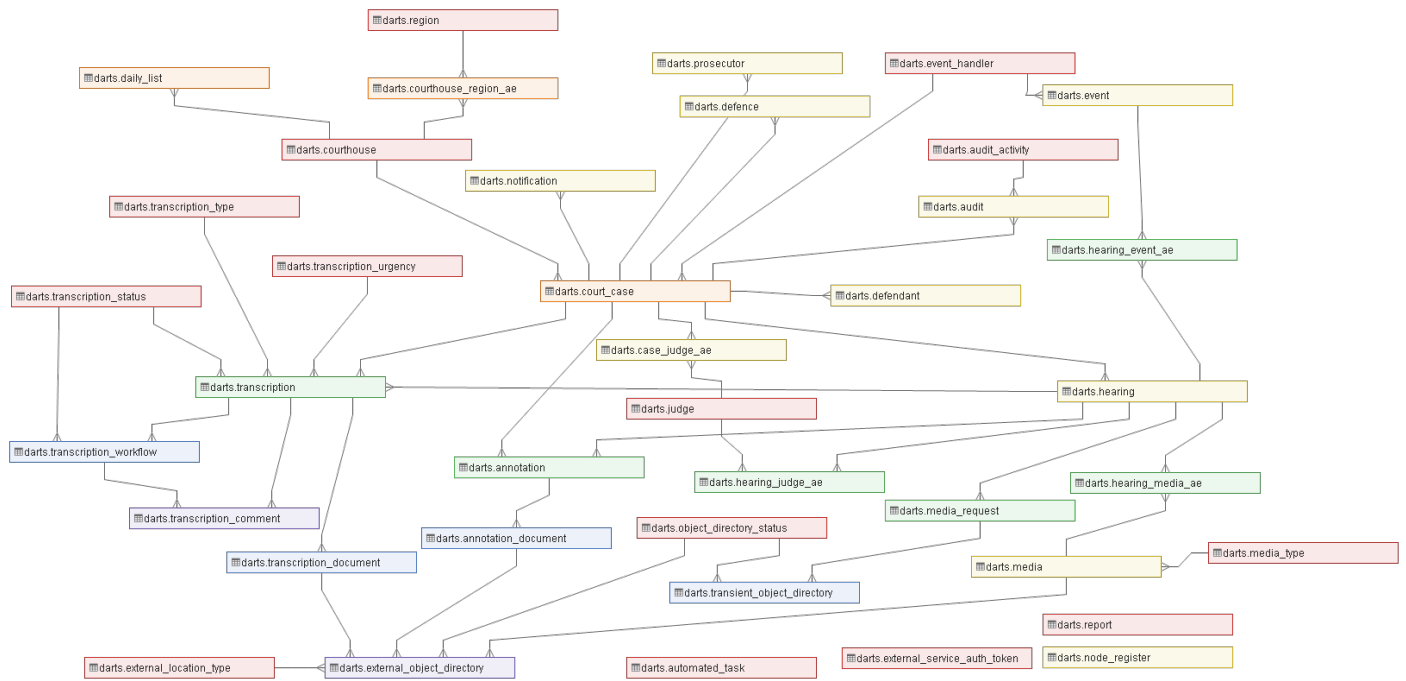 darts.region
darts.prosecutor
darts.event_handler
darts.daily_list
darts.courthouse_region_ae
darts.event
darts.defence
darts.courthouse
darts.audit_activity
darts.notification
darts.transcription_type
darts.audit
darts.hearing_event_ae
darts.transcription_urgency
darts.transcription_status
darts.court_case
darts.defendant
darts.case_judge_ae
darts.transcription
darts.hearing
darts.judge
darts.transcription_workflow
darts.annotation
darts.hearing_judge_ae
darts.hearing_media_ae
darts.media_request
darts.transcription_comment
darts.object_directory_status
darts.annotation_document
darts.media_type
darts.transcription_document
darts.media
darts.transient_object_directory
darts.report
darts.external_service_auth_token
darts.node_register
darts.external_location_type
darts.external_object_directory
darts.automated_task